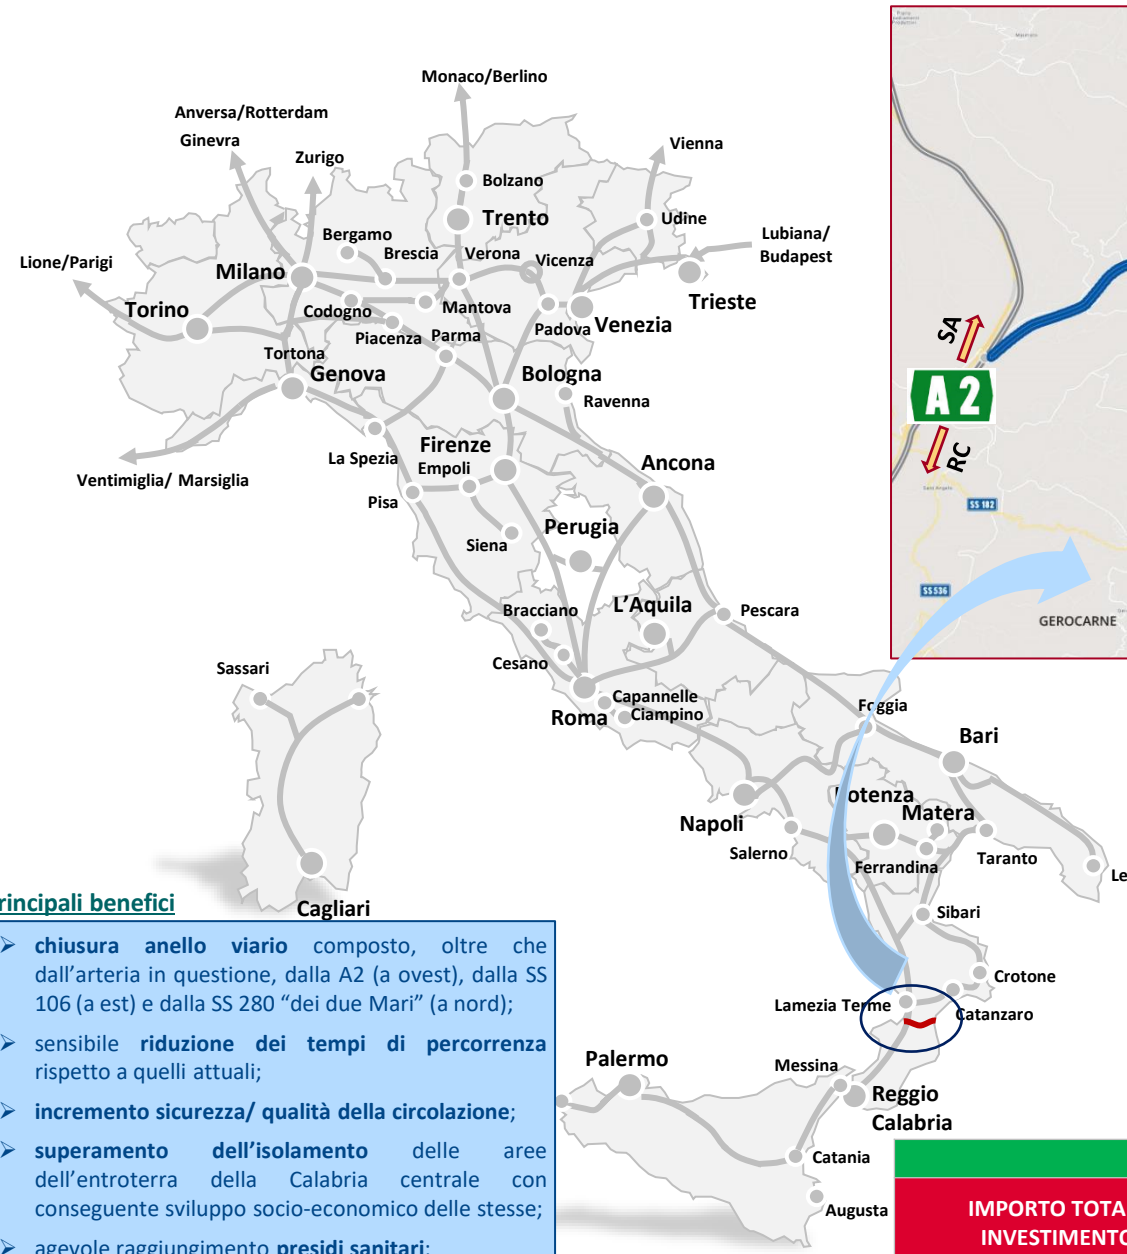 Monaco/Berlino
Anversa/Rotterdam
Ginevra
Zurigo
Vienna
Bolzano
Trento
Udine
Lubiana/
Budapest
Bergamo
Brescia
Verona
Vicenza
Lione/Parigi
Milano
Trieste
Torino
Codogno
Mantova
Padova
Venezia
Piacenza
Parma
Tortona
Genova
Bologna
Ravenna
Firenze
Empoli
La Spezia
Ancona
Ventimiglia/ Marsiglia
Pisa
Perugia
Siena
L'Aquila
Bracciano
Pescara
Cesano
Sassari
Capannelle
Roma
Ciampino
Foggia
Bari
otenza
Matera
Napoli
Salerno
Ferrandina
Taranto
Le
Cagliari
Sibari
Crotone
Lamezia Terme
Catanzaro
Palermo
Messina
Reggio
Calabria
Catania
Augusta
SA
A 2
RC
Sant'Angelo
SS 182
SS 536
GEROCARNE
rincipali benefici
➢ chiusura anello viario composto, oltre che
dall'arteria in questione, dalla A2 (a ovest), dalla SS
106 (a est) e dalla SS 280 “dei due Mari” (a nord);
➢ sensibile riduzione dei tempi di percorrenza
rispetto a quelli attuali;
➢ incremento sicurezza/ qualità della circolazione;
➢ superamento dell'isolamento delle aree
dell'entroterra della Calabria centrale con
conseguente sviluppo socio-economico delle stesse;
➢ agevole raggiungimento presidi sanitari;
IMPORTO TOTA
INVESTIMENTO